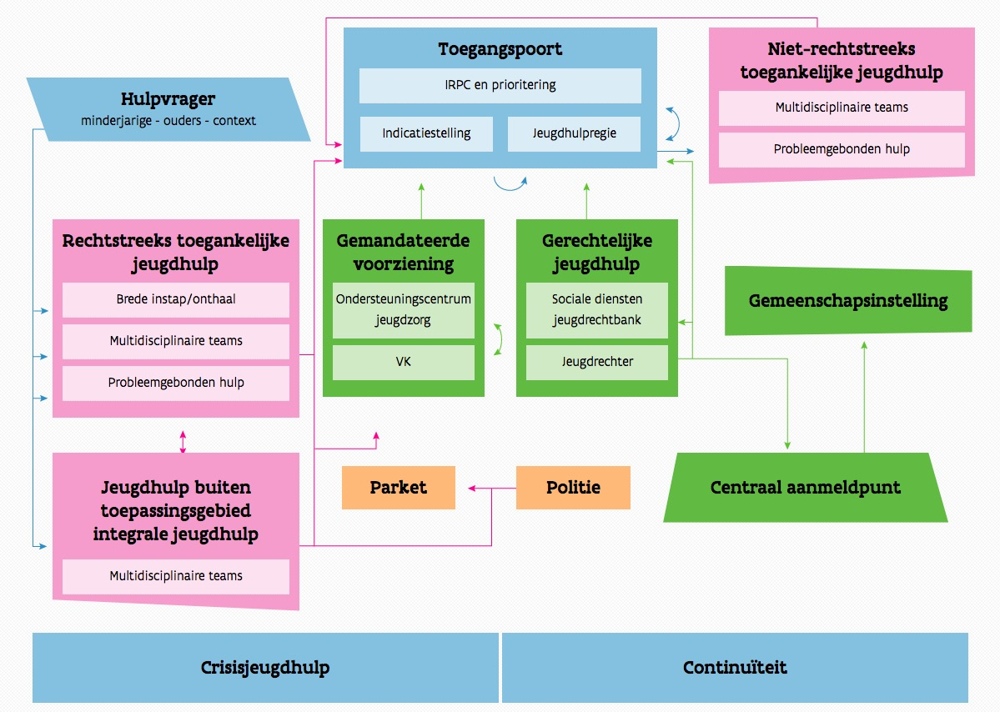 Toegangspoort
IRPC en prioritering
Indicatiestelling
Jeugdhulpregie
Niet-rechtstreeks
toegankelijke jeugdhulp
Multidisciplinaire teams
Probleemgebonden hulp
Hulpvrager
minderjarige - ouders - context
Rechtstreeks toegankelijke
jeugdhulp
Brede instap/onthaal
Multidisciplinaire teams
Probleemgebonden hulp
Gemandateerde
voorziening
Ondersteuningscentrum
jeugdzorg
VK
Gerechtelijke
jeugdhulp
Sociale diensten
jeugdrechtbank
Jeugdrechter
Gemeenschapsinstelling
Jeugdhulp buiten
toepassingsgebied
integrale jeugdhulp
Multidisciplinaire teams
Parket
Politie
Centraal aanmeldpunt
Crisisjeugdhulp
Continuïteit